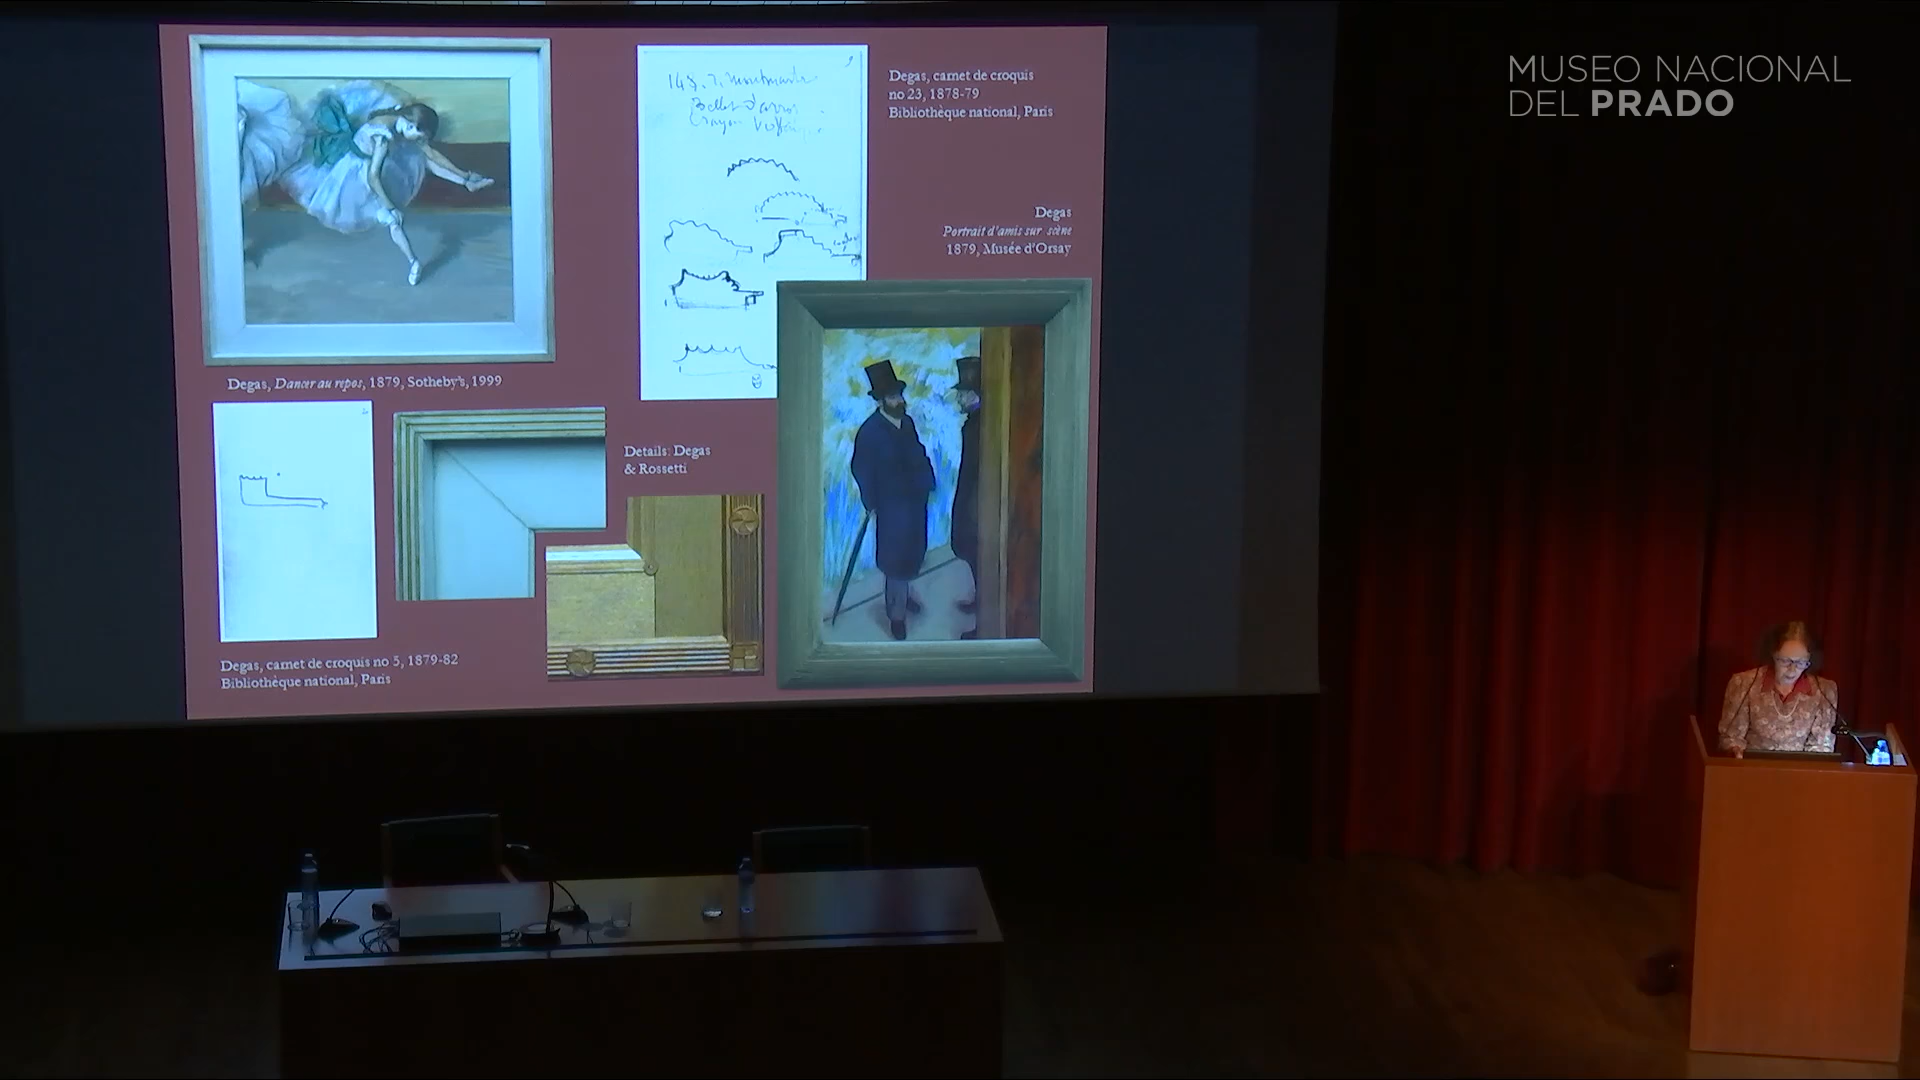 MUSEO NACIONAL
DEL PRADO
Degas, carnet de croquis
no 23, 1878-79
Bibliothèque national, Paris
Degas
Portrait d'amis sur scène
1879, Musée d'Orsay
Degas, Dancer au repos, 1879, Sotheby's, 1999
Details: Degas
& Rossetti
Degas, carnet de croquis no 5, 1879-82
Bibliothèque national, Paris